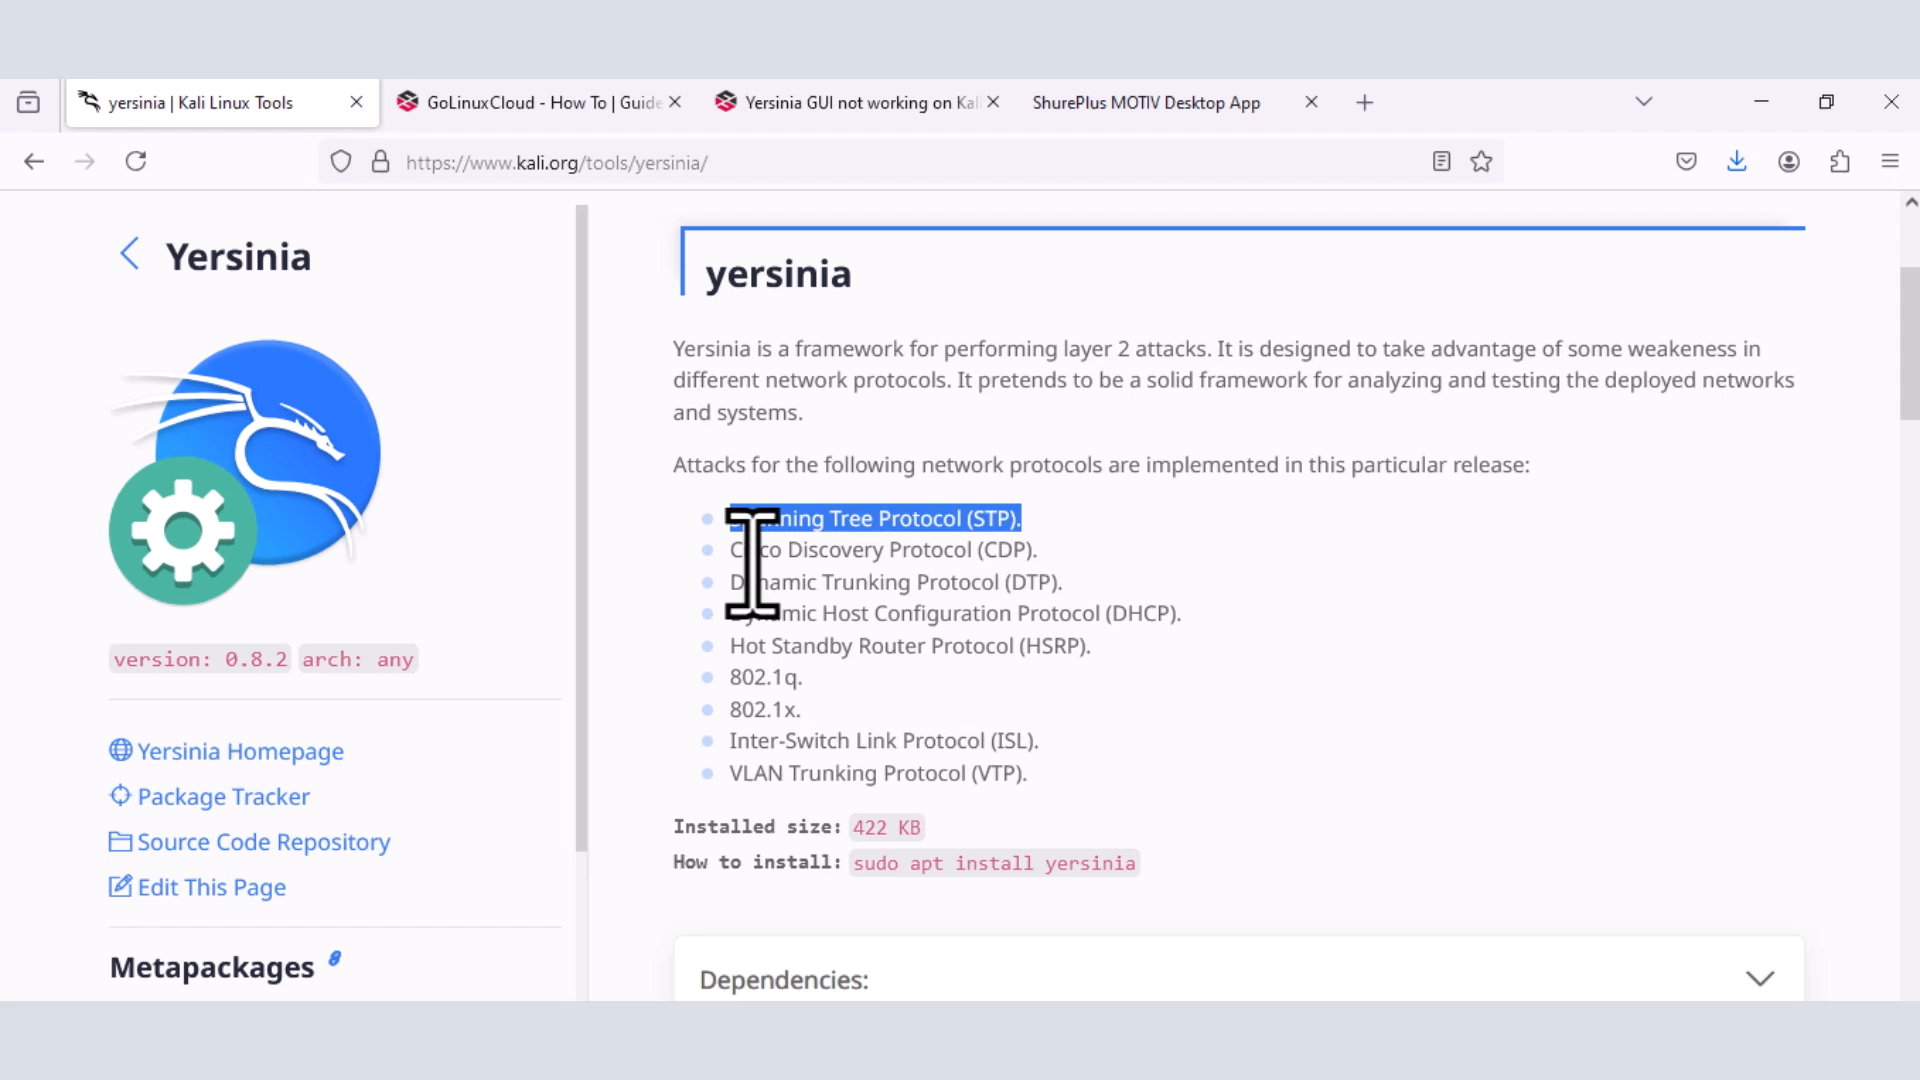 yersinia | Kali Linux Tools
GoLinuxCloud - How To | Guide
Yersinia GUI not working on Kal
ShurePlus MOTIV Desktop App
https://www.kali.org/tools/yersinia/
Yersinia
version: 0.8.2 arch: any
Yersinia Homepage
Package Tracker
Source Code Repository
Edit This Page
Metapackages
yersinia
Yersinia is a framework for performing layer 2 attacks. It is designed to take advantage of some weakness in
different network protocols. It pretends to be a solid framework for analyzing and testing the deployed networks
and systems.
Attacks for the following network protocols are implemented in this particular release:
Spanning Tree Protocol (STP).
Cisco Discovery Protocol (CDP).
Dynamic Trunking Protocol (DTP).
Dynamic Host Configuration Protocol (DHCP).
Hot Standby Router Protocol (HSRP).
802.1q.
802.1x.
Inter-Switch Link Protocol (ISL).
VLAN Trunking Protocol (VTP).
Installed size: 422 KB
How to install: sudo apt install yersinia
Dependencies: